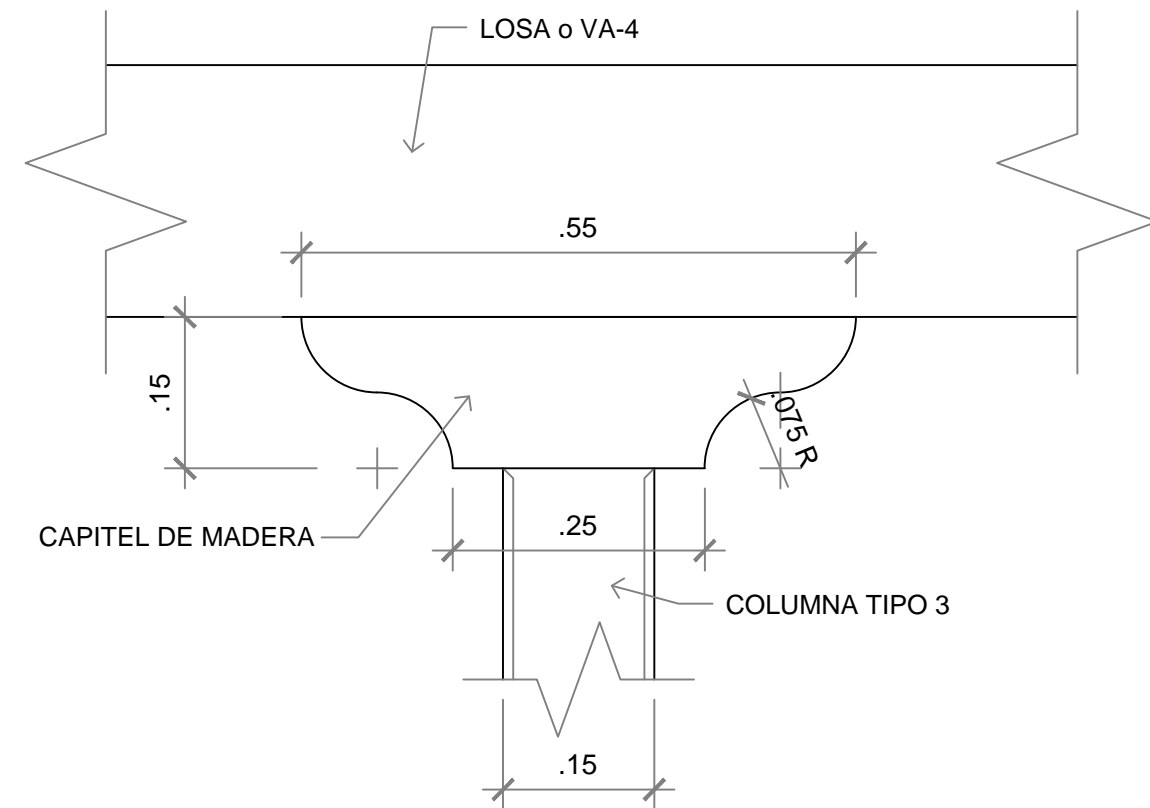 LOSA o VA-4
.55
.15
.075 R
CAPITEL DE MADERA
.25
COLUMNA TIPO 3
.15